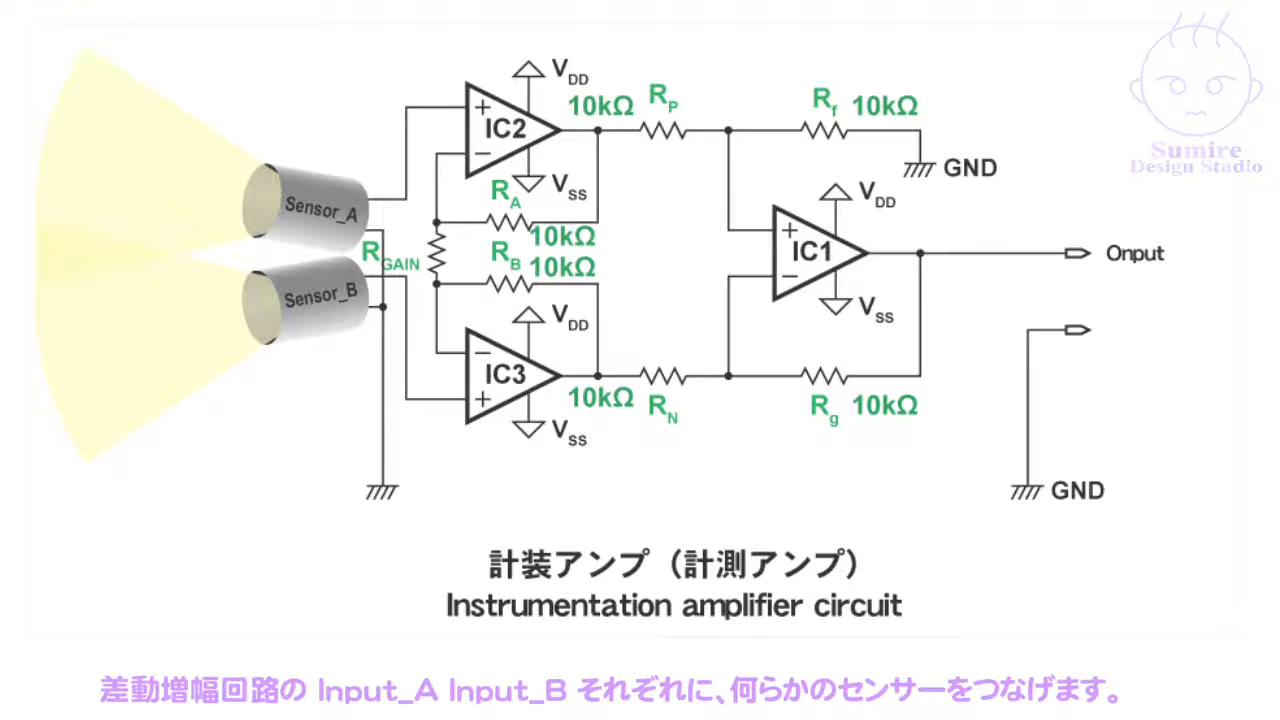 Sumire
Design Studio
VDD
10kΩ
RP
Rf 10kΩ
+
IC2
−
GND
VSS
RA
10kΩ
VDD
Sensor_A
RGAIN
RB
10kΩ
+
IC1
−
Onput
Sensor_B
VSS
VDD
−
IC3
+
10kΩ
RN
Rg 10kΩ
VSS
GND
計装アンプ（計測アンプ）
Instrumentation amplifier circuit
差動増幅回路の Input_A Input_B それぞれに、何らかのセンサーをつなげます。